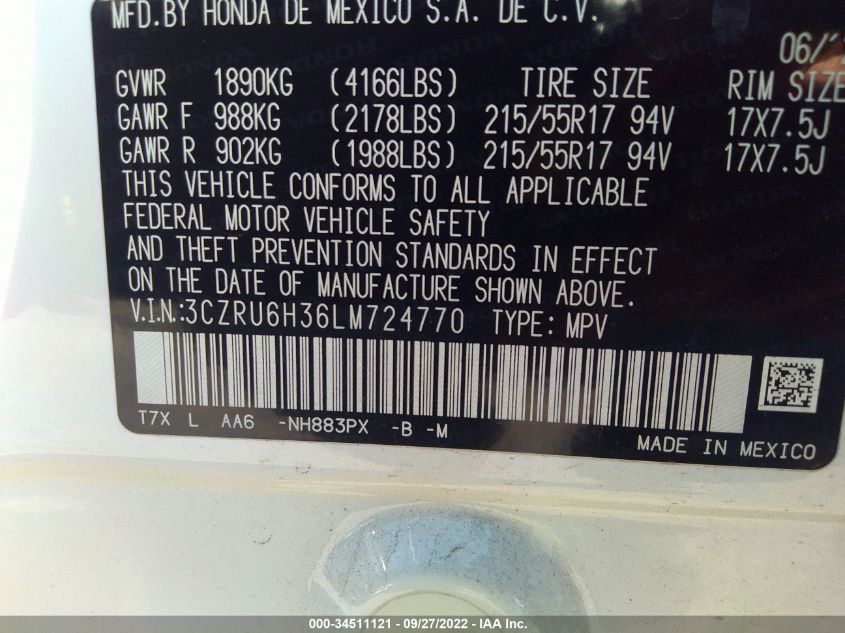 MFD.BY HONDA DE MEXICO S.A. DE C.V.
06/
GVWR 1890KG (4166LBS) TIRE SIZE RIM SIZE
GAWR F 988KG (2178LBS) 215/55R17 94V 17X7.5J
GAWR R 902KG (1988LBS) 215/55R17 94V 17X7.5J
THIS VEHICLE CONFORMS TO ALL APPLICABLE
FEDERAL MOTOR VEHICLE SAFETY
AND THEFT PREVENTION STANDARDS IN EFFECT
ON THE DATE OF MANUFACTURE SHOWN ABOVE.
V.I.N.:3CZRU6H36LM724770 TYPE: MPV
T7X L AA6 -NH883PX -B -M
MADE IN MEXICO
000-34511121 - 09/27/2022 - IAA Inc.